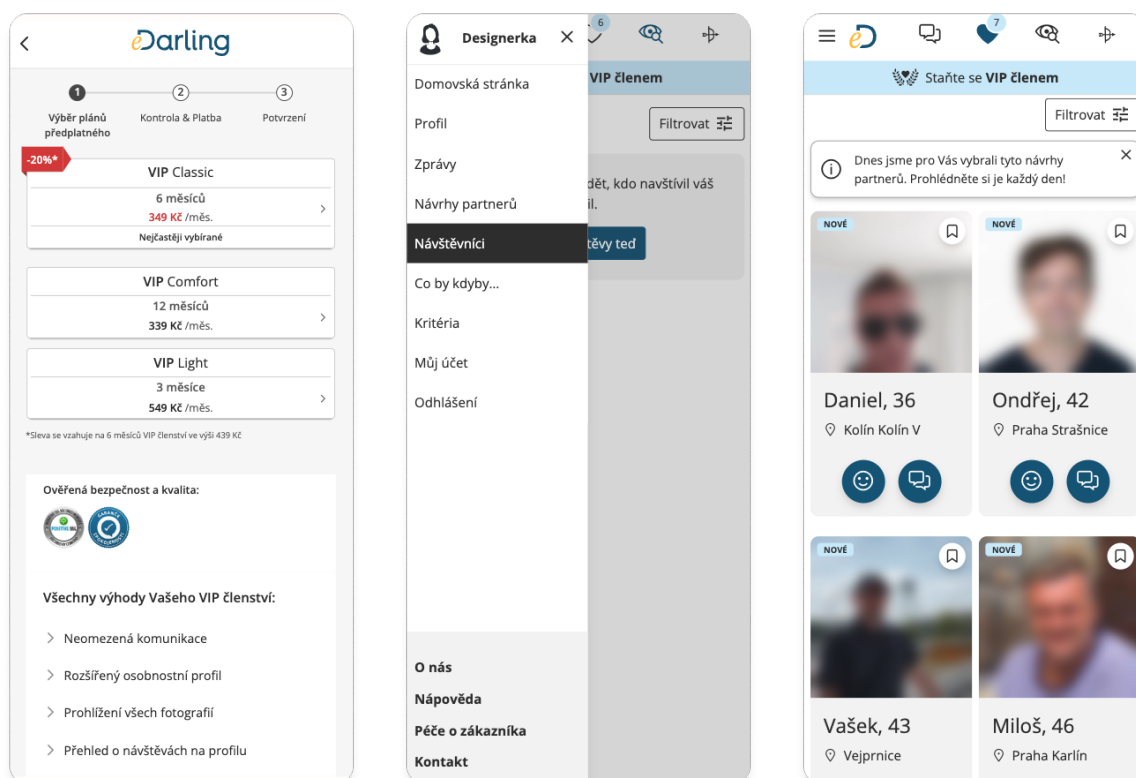 eDarling
1
2
3
Výběr plánů
předplatného
Kontrola & Platba
Potvrzení
-20%*
VIP Classic
6 měsíců
349 Kč /měs.
Nejčastěji vybírané
VIP Comfort
12 měsíců
339 Kč /měs.
VIP Light
3 měsíce
549 Kč /měs.
*Sleva se vztahuje na 6 měsíců VIP členství ve výši 439 Kč
Ověřená bezpečnost a kvalita:
Všechny výhody Vašeho VIP členství:
Neomezená komunikace
Rozšířený osobnostní profil
Prohlížení všech fotografií
Přehled o návštěvách na profilu
Designerka
6
Domovská stránka
Profil
Zprávy
Návrhy partnerů
Návštěvníci
Co by kdyby...
Kritéria
Můj účet
Odhlášení
O nás
Nápověda
Péče o zákazníka
Kontakt
VIP členem
Filtrovat
dět, kdo navštívil váš
il.
těvy teď
eD
7
Staňte se VIP členem
Filtrovat
Dnes jsme pro Vás vybrali tyto návrhy
partnerů. Prohlédněte si je každý den!
NOVÉ
Daniel, 36
Kolín Kolín V
NOVÉ
Ondřej, 42
Praha Strašnice
NOVÉ
Vašek, 43
Vejprnice
NOVÉ
Miloš, 46
Praha Karlín